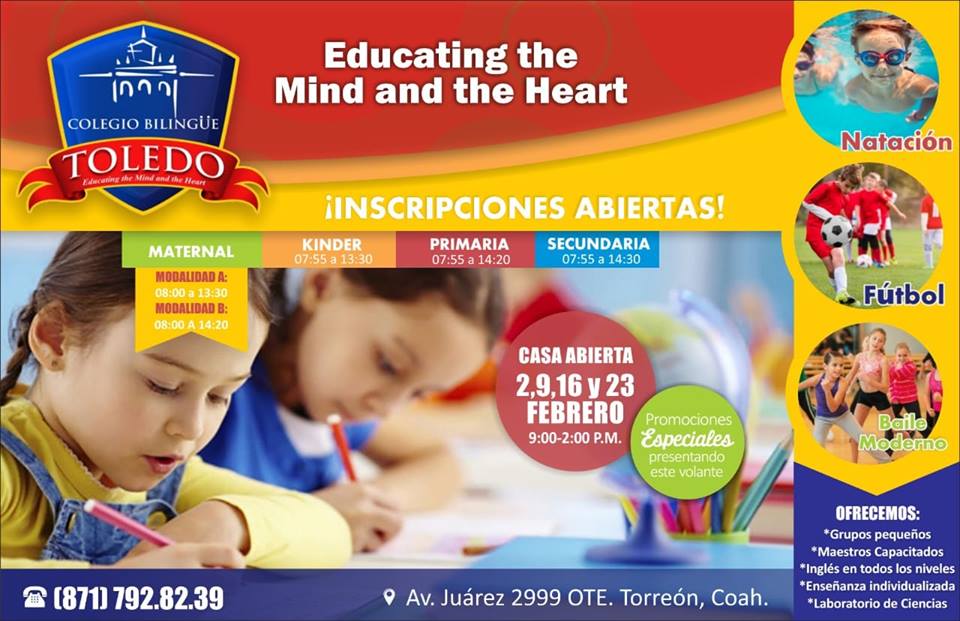 COLEGIO BILINGÜE
TOLEDO
Educating the Mind and the Heart
Educating the
Mind and the Heart
¡INSCRIPCIONES ABIERTAS!
MATERNAL
MODALIDAD A:
08:00 a 13:30
MODALIDAD B:
08:00 A 14:20
KINDER
07:55 a 13:30
PRIMARIA
07:55 a 14:20
SECUNDARIA
07:55 a 14:30
CASA ABIERTA
2,9,16 y 23
FEBRERO
9:00-2:00 P.M.
Promociones
Especiales
presentando
este volante
Natación
Fútbol
Baile
Moderno
OFRECEMOS:
*Grupos pequeños
*Maestros Capacitados
*Inglés en todos los niveles
*Enseñanza individualizada
*Laboratorio de Ciencias
(871) 792.82.39
Av. Juárez 2999 OTE. Torreón, Coah.